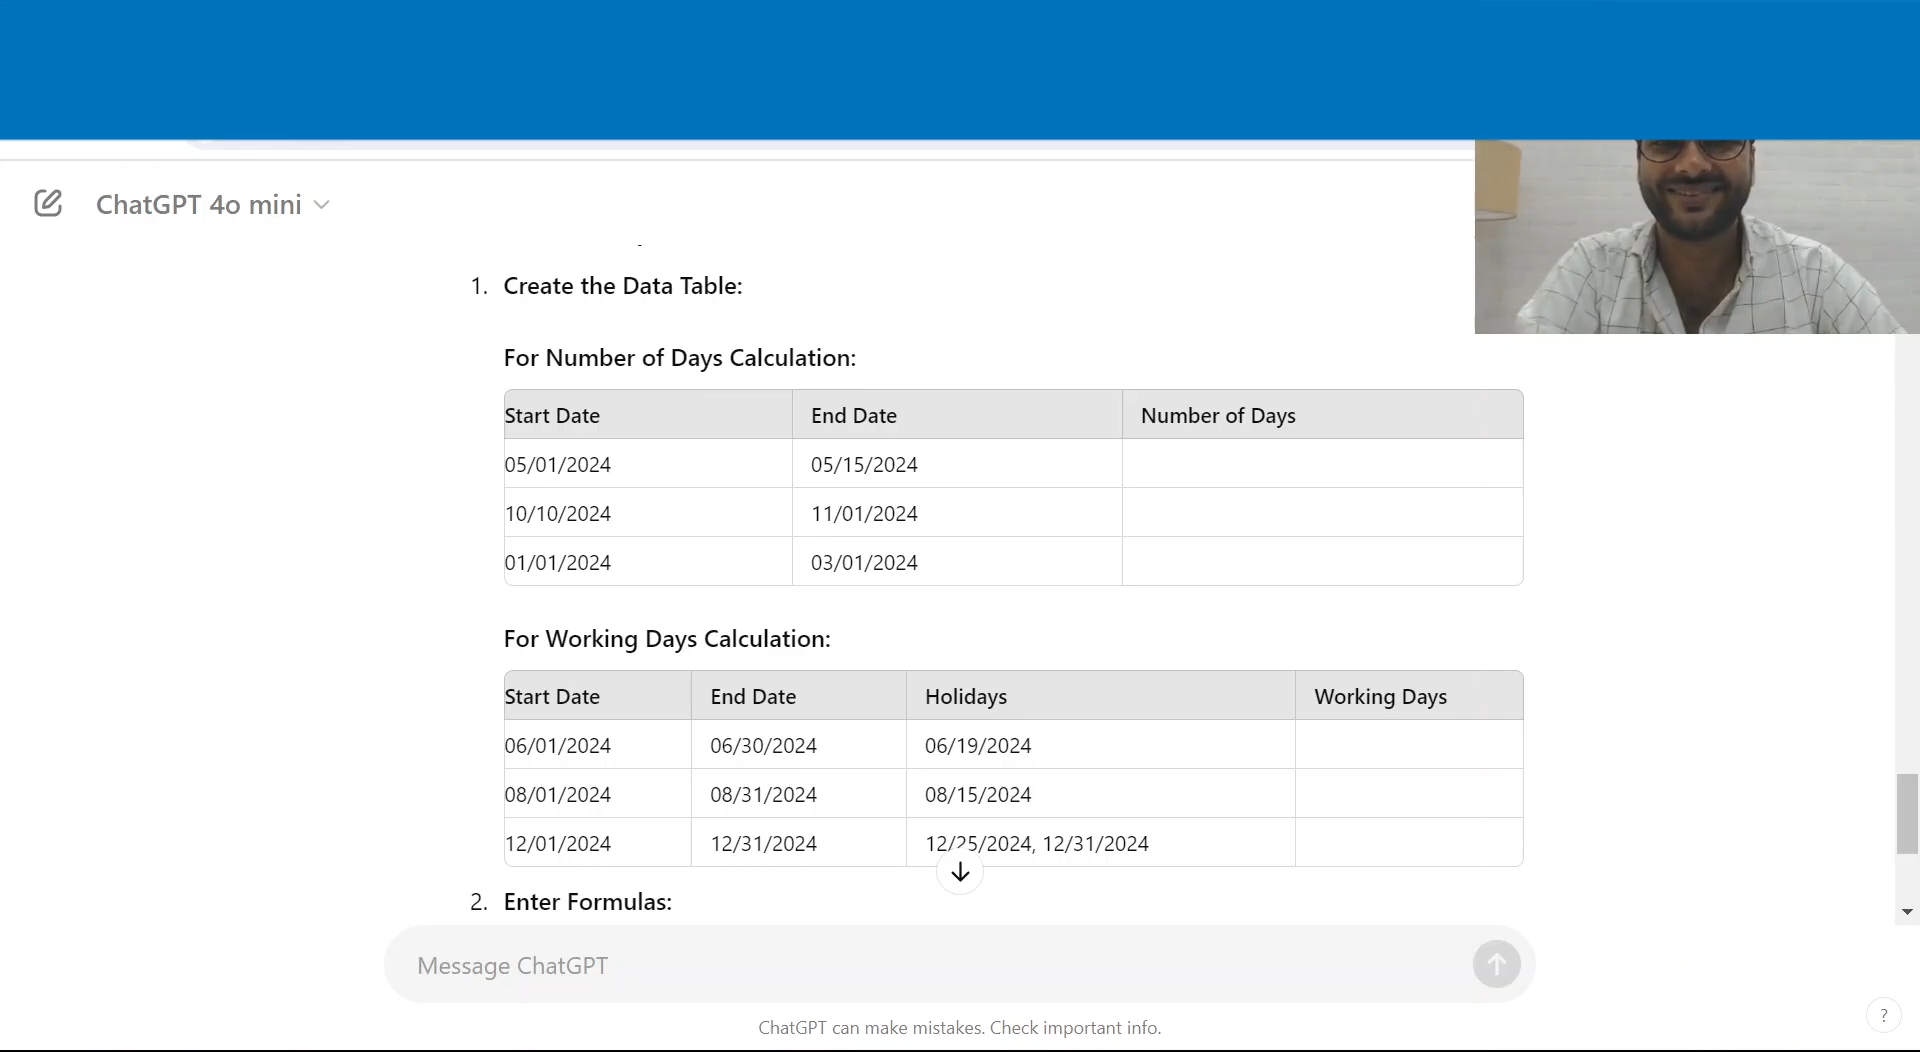 ChatGPT 4o mini
1. Create the Data Table:
For Number of Days Calculation:
Start Date End Date Number of Days
05/01/2024 05/15/2024
10/10/2024 11/01/2024
01/01/2024 03/01/2024
For Working Days Calculation:
Start Date End Date Holidays Working Days
06/01/2024 06/30/2024 06/19/2024
08/01/2024 08/31/2024 08/15/2024
12/01/2024 12/31/2024 12/25/2024, 12/31/2024
2. Enter Formulas:
Message ChatGPT
ChatGPT can make mistakes. Check important info.
?